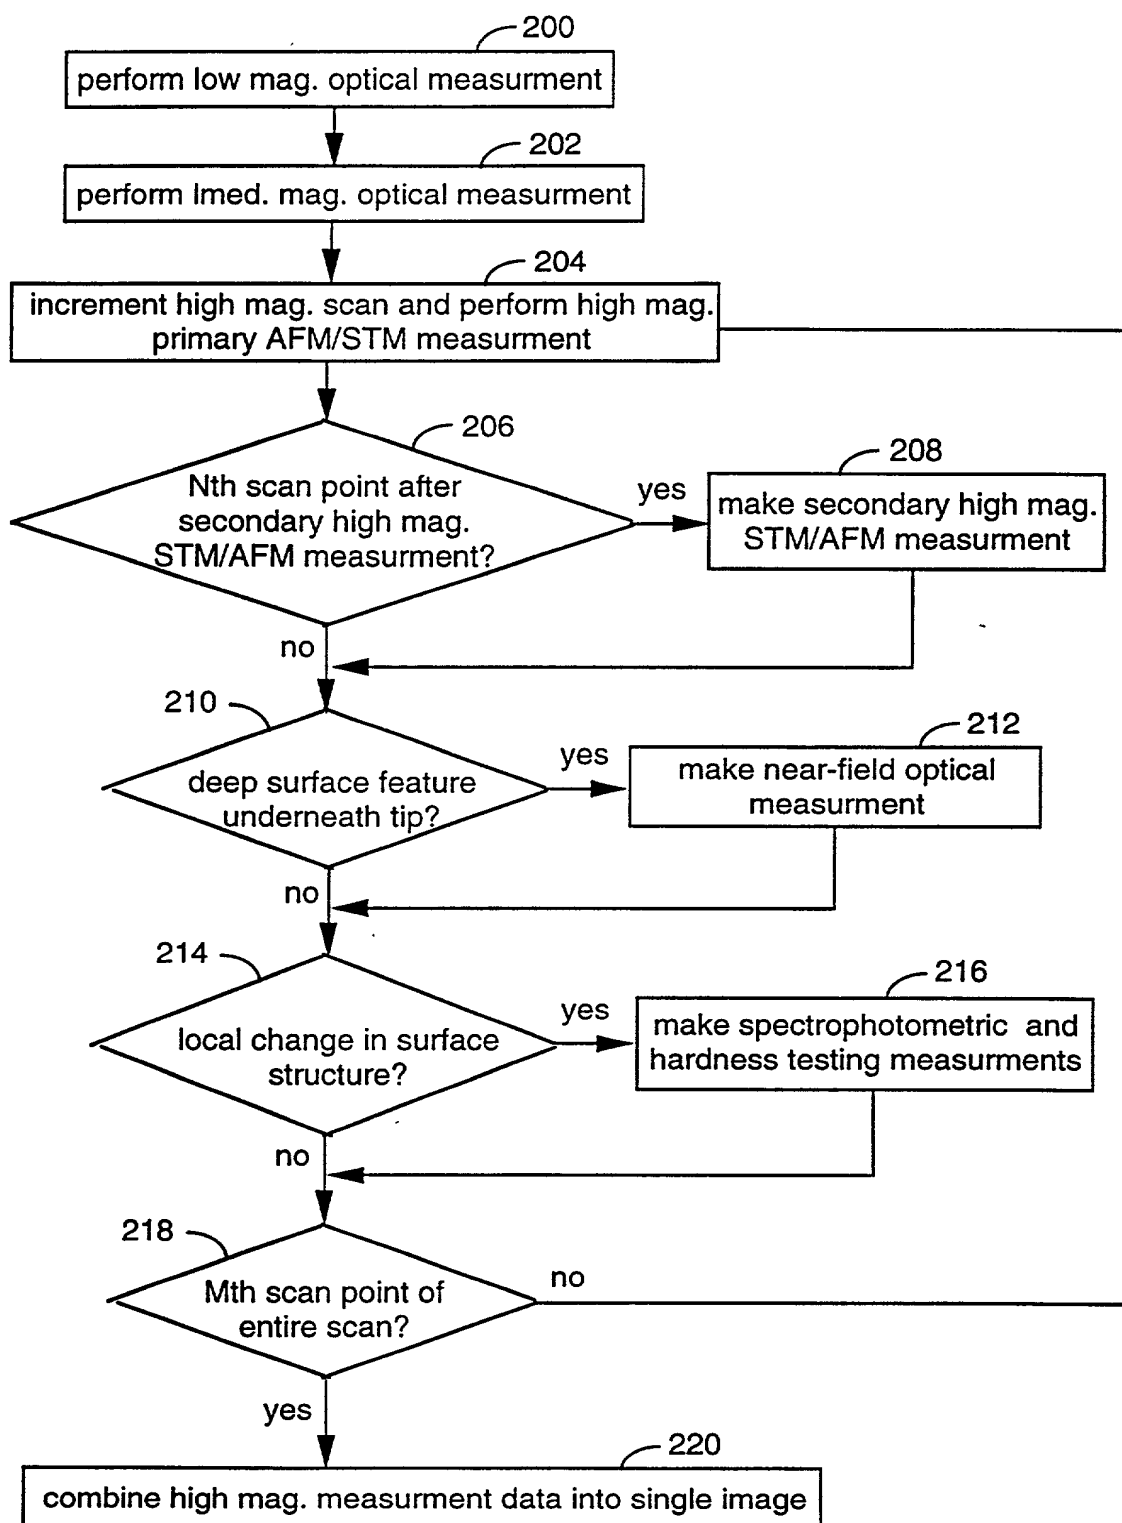 200
perform low mag. optical measurment
202
perform Imed. mag. optical measurment
204
increment high mag. scan and perform high mag.
primary AFM/STM measurment
206
Nth scan point after
secondary high mag.
STM/AFM measurment?
yes
208
make secondary high mag.
STM/AFM measurment
no
210
deep surface feature
underneath tip?
yes
212
make near-field optical
measurment
no
214
local change in surface
structure?
yes
216
make spectrophotometric and
hardness testing measurments
no
218
Mth scan point of
entire scan?
no
yes
220
combine high mag. measurment data into single image